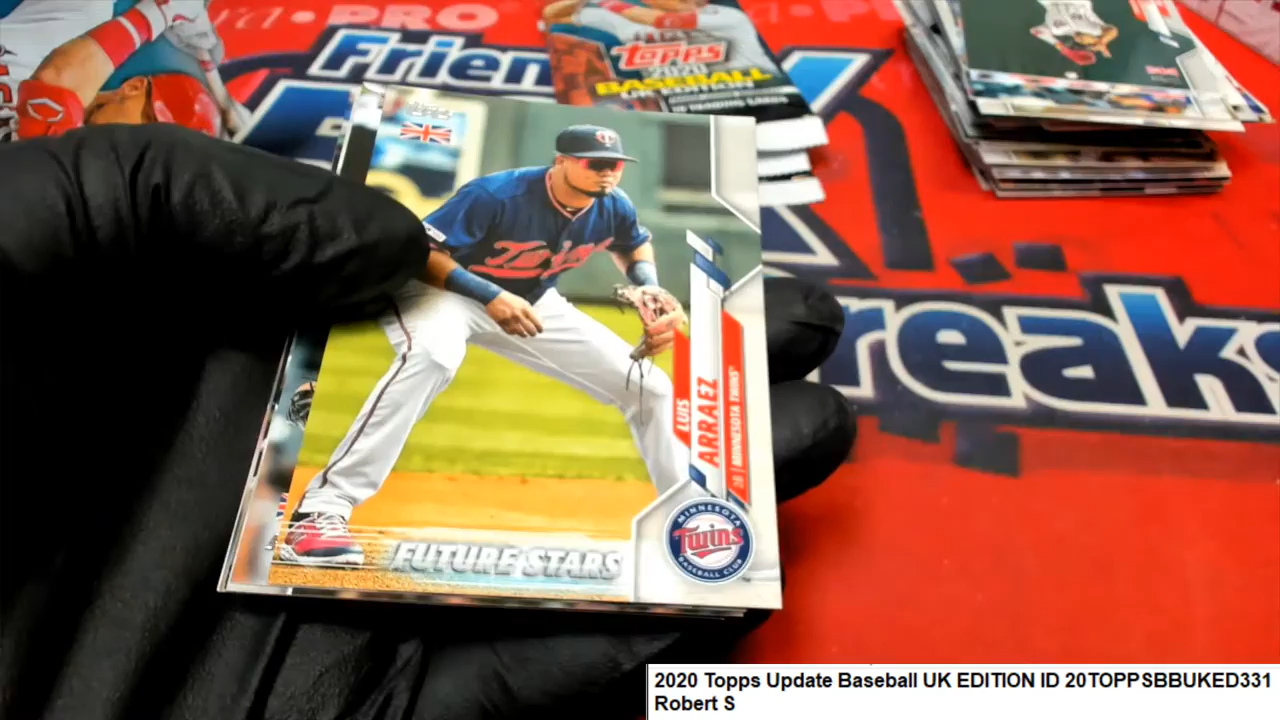 PRO
Frien
Topps
BASEBALL
Twins
LUIS
ARRAEZ
2B | MINNESOTA TWINS
reaks
FUTURE STARS
MINNESOTA
Twins
BASEBALL CLUB
2020 Topps Update Baseball UK EDITION ID 20TOPPSBBUKED331
Robert S